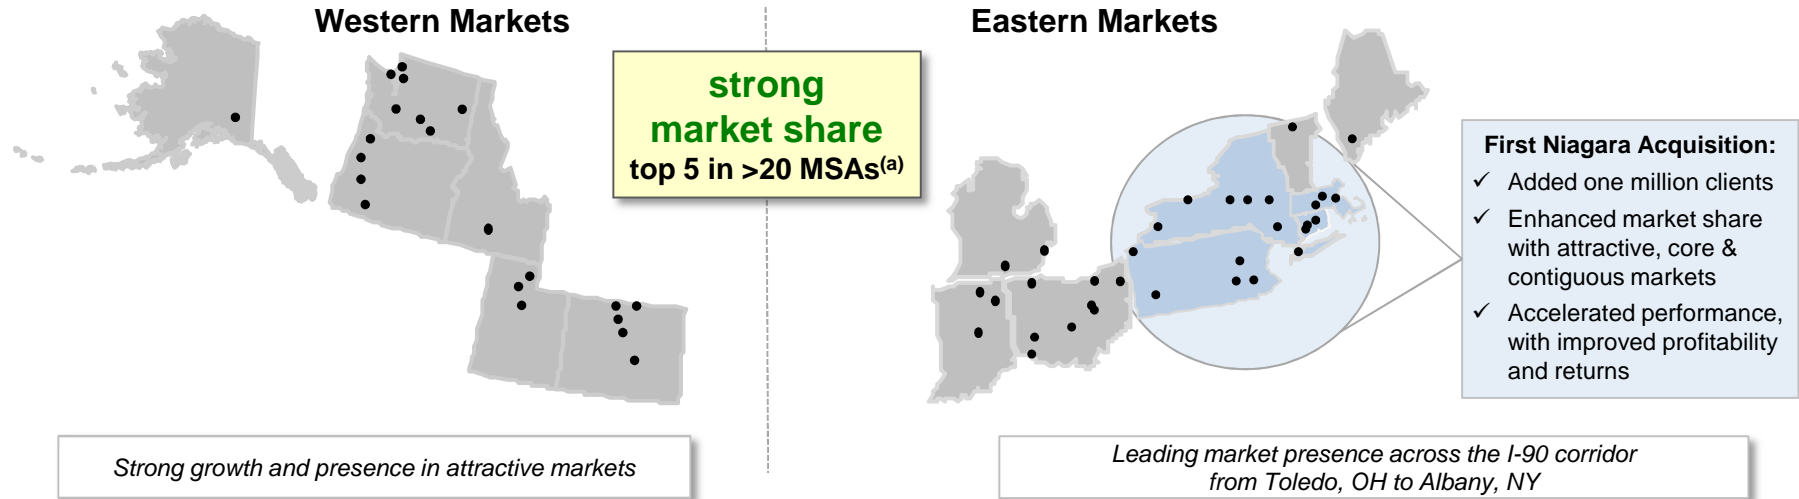 Western Markets
Eastern Markets
strong
market share
top 5 in >20 MSAs(a)
First Niagara Acquisition:
✓ Added one million clients
✓ Enhanced market share
with attractive, core &
contiguous markets
✓ Accelerated performance,
with improved profitability
and returns
Strong growth and presence in attractive markets
Leading market presence across the I-90 corridor
from Toledo, OH to Albany, NY